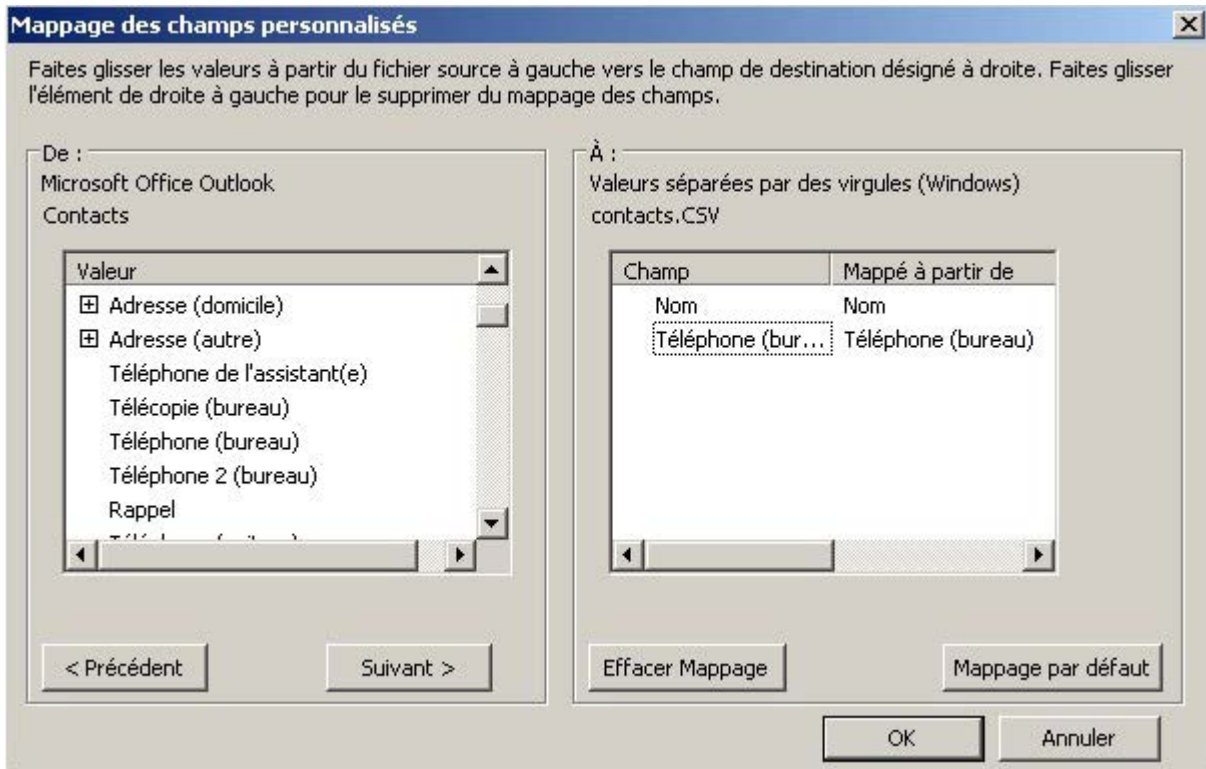 Mappage des champs personnalisés
Faites glisser les valeurs à partir du fichier source à gauche vers le champ de destination désigné à droite. Faites glisser
l'élément de droite à gauche pour le supprimer du mappage des champs.
De :
Microsoft Office Outlook
Contacts
Valeur
Adresse (domicile)
Adresse (autre)
Téléphone de l'assistant(e)
Télécopie (bureau)
Téléphone (bureau)
Téléphone 2 (bureau)
Rappel
< Précédent
Suivant >
À :
Valeurs séparées par des virgules (Windows)
contacts.CSV
Champ Mappé à partir de
Nom Nom
Téléphone (bur... Téléphone (bureau)
Effacer Mappage
Mappage par défaut
OK
Annuler